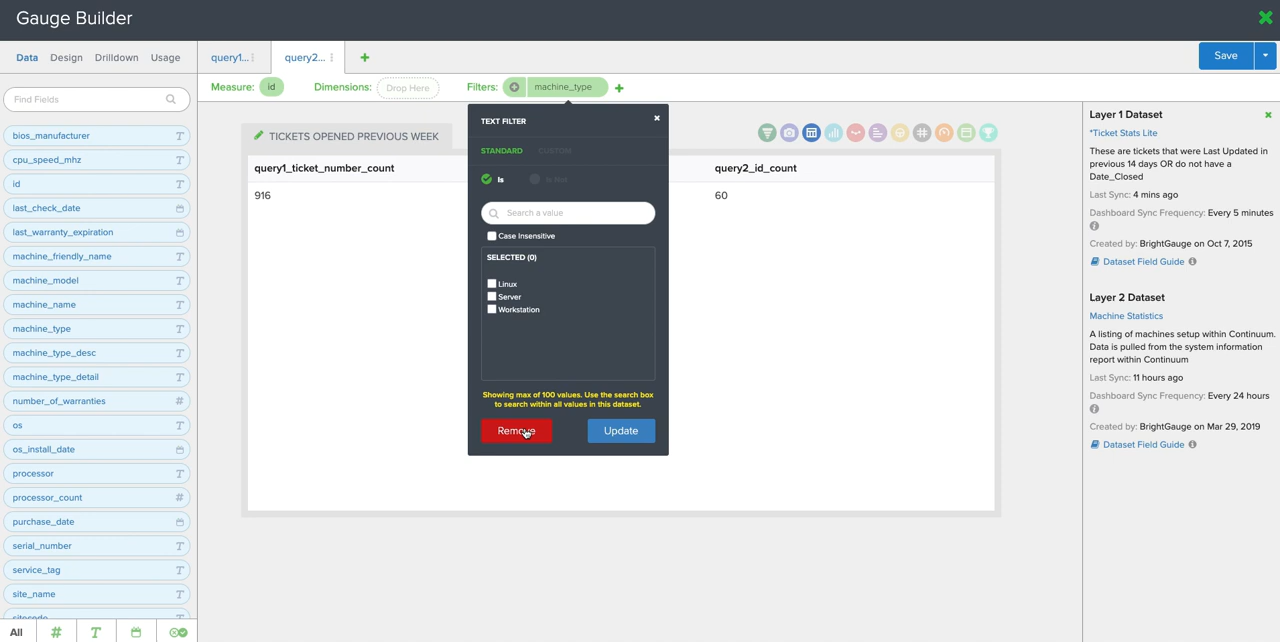 Gauge Builder
Data Design Drilldown Usage
query1... query2...
Save
Measure: id Dimensions: Drop Here Filters: machine_type
Find Fields
bios_manufacturer
cpu_speed_mhz
id
last_check_date
last_warranty_expiration
machine_friendly_name
machine_model
machine_name
machine_type
machine_type_desc
machine_type_detail
number_of_warranties
os
os_install_date
processor
processor_count
purchase_date
serial_number
service_tag
site_name
sitecode
All
TICKETS OPENED PREVIOUS WEEK
query1_ticket_number_count query2_id_count
916 60
TEXT FILTER
STANDARD CUSTOM
Is Is Not
Search a value
Case Insensitive
SELECTED (0)
Linux
Server
Workstation
Showing max of 100 values. Use the search box
to search within all values in this dataset.
Remove Update
Layer 1 Dataset
*Ticket Stats Lite
These are tickets that were Last Updated in
previous 14 days OR do not have a
Date_Closed
Last Sync: 4 mins ago
Dashboard Sync Frequency: Every 5 minutes
Created by: BrightGauge on Oct 7, 2015
Dataset Field Guide
Layer 2 Dataset
Machine Statistics
A listing of machines setup within Continuum.
Data is pulled from the system information
report within Continuum
Last Sync: 11 hours ago
Dashboard Sync Frequency: Every 24 hours
Created by: BrightGauge on Mar 29, 2019
Dataset Field Guide